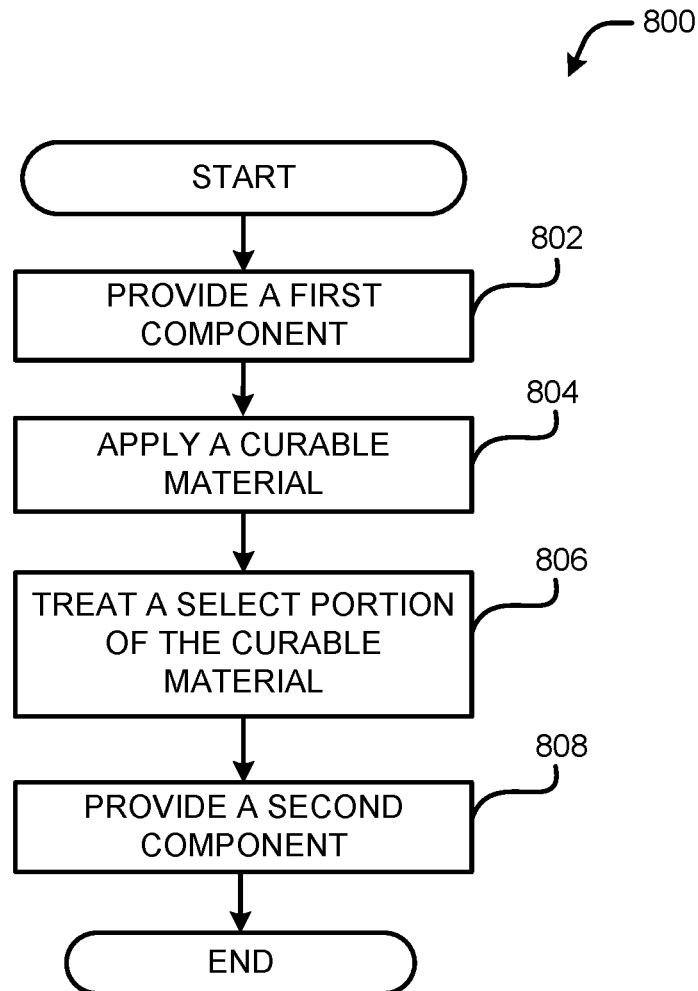 800
START
802
PROVIDE A FIRST
COMPONENT
804
APPLY A CURABLE
MATERIAL
806
TREAT A SELECT PORTION
OF THE CURABLE
MATERIAL
808
PROVIDE A SECOND
COMPONENT
END